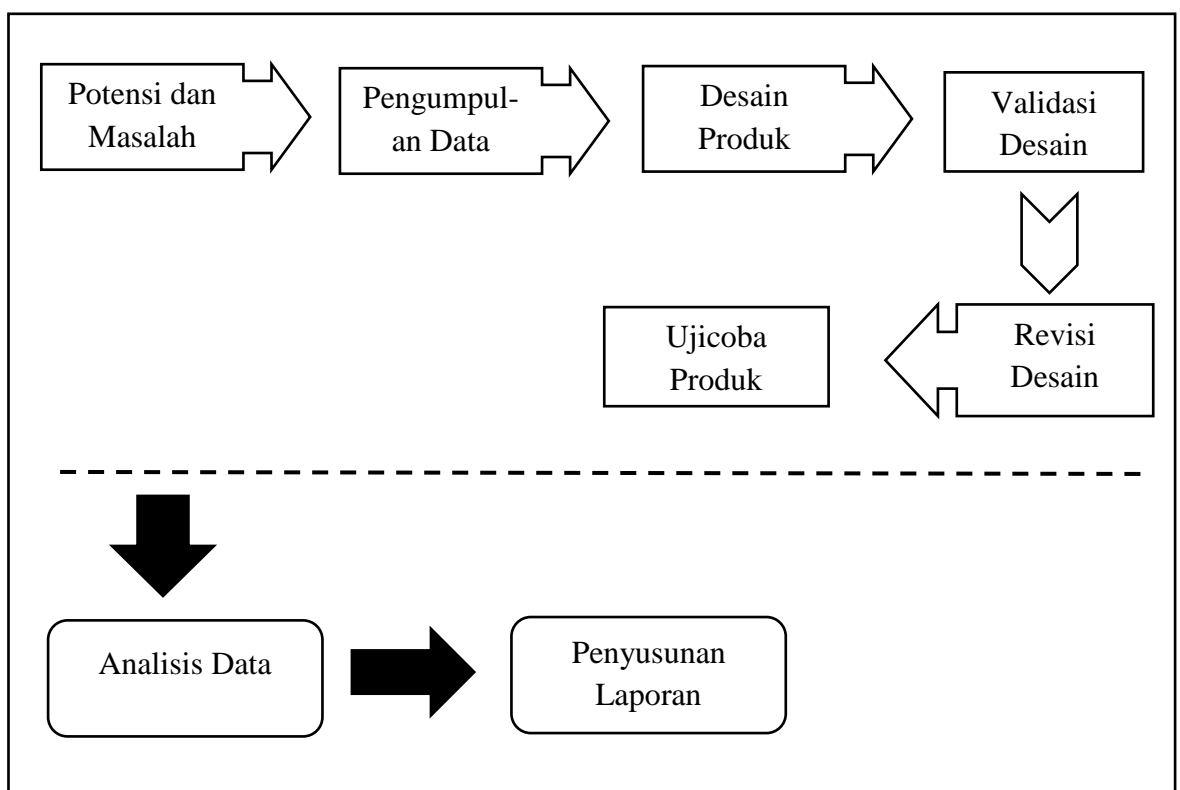 Potensi dan
Masalah
Pengumpul-
an Data
Desain
Produk
Validasi
Desain
Revisi
Desain
Ujicoba
Produk
Analisis Data
Penyusunan
Laporan